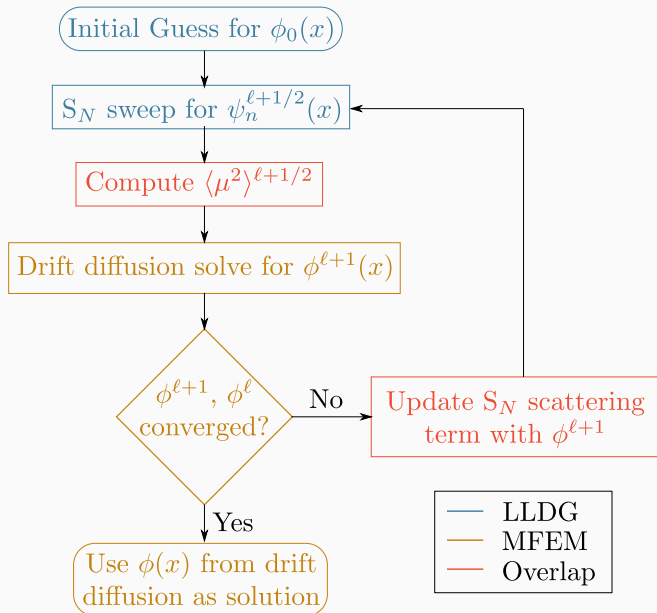 Initial Guess for ϕ₀(x)
S_N sweep for ψ_n^{ℓ+1/2}(x)
Compute ⟨μ²⟩^{ℓ+1/2}
Drift diffusion solve for ϕ^{ℓ+1}(x)
ϕ^{ℓ+1}, ϕ^ℓ
converged?
No
Update S_N scattering
term with ϕ^{ℓ+1}
Yes
Use ϕ(x) from drift
diffusion as solution
LLDG
MFEM
Overlap